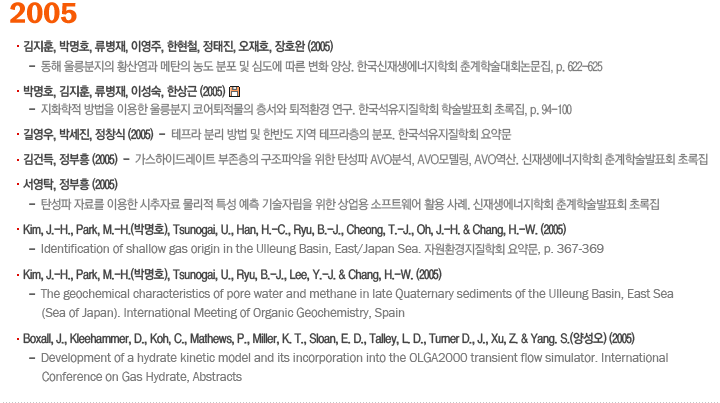 2005
· 김지훈, 박명호, 류병재, 이영주, 한현철, 정태진, 오재호, 장호완 (2005)
– 동해 울릉분지의 황산염과 메탄의 농도 분포 및 심도에 따른 변화 양상. 한국신재생에너지학회 춘계학술대회논문집, p. 622-625
· 박명호, 김지훈, 류병재, 이성숙, 한상근 (2005)
– 지화학적 방법을 이용한 울릉분지 코어퇴적물의 층서와 퇴적환경 연구. 한국석유지질학회 학술발표회 초록집, p. 94-100
· 길영우, 박세진, 정창식 (2005) – 테프라 분리 방법 및 한반도 지역 테프라층의 분포. 한국석유지질학회 요약문
· 김건득, 정부흥 (2005) – 가스하이드레이트 부존층의 구조파악을 위한 탄성파 AVO분석, AVO모델링, AVO역산. 신재생에너지학회 춘계학술발표회 초록집
· 서영탁, 정부흥 (2005)
– 탄성파 자료를 이용한 시추자료 물리적 특성 예측 기술자립을 위한 상업용 소프트웨어 활용 사례. 신재생에너지학회 춘계학술발표회 초록집
· Kim, J.-H., Park, M.-H.(박명호), Tsunogai, U., Han, H.-C., Ryu, B.-J., Cheong, T.-J., Oh, J.-H. & Chang, H.-W. (2005)
– Identification of shallow gas origin in the Ulleung Basin, East/Japan Sea. 자원환경지질학회 요약문, p. 367-369
· Kim, J.-H., Park, M.-H.(박명호), Tsunogai, U., Ryu, B.-J., Lee, Y.-J. & Chang, H.-W. (2005)
– The geochemical characteristics of pore water and methane in late Quaternary sediments of the Ulleung Basin, East Sea
(Sea of Japan). International Meeting of Organic Geochemistry, Spain
· Boxall, J., Kleehammer, D., Koh, C., Mathews, P., Miller, K. T., Sloan, E. D., Talley, L. D., Turner D., J., Xu, Z. & Yang. S.(양성오) (2005)
– Development of a hydrate kinetic model and its incorporation into the OLGA2000 transient flow simulator. International
Conference on Gas Hydrate, Abstracts